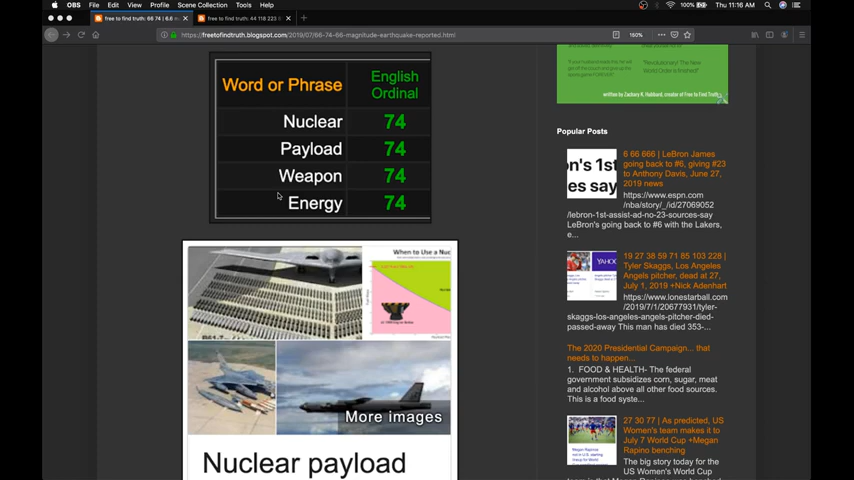 OBS File Edit View Profile Scene Collection Tools Help
100% Thu 11:16 AM
free to find truth: 66 74 | 6.6 m
free to find truth: 44 118 223 5
https://freetofindtruth.blogspot.com/2019/07/66-74-66-magnitude-earthquake-reported.html
150%
Word or Phrase English Ordinal
Nuclear 74
Payload 74
Weapon 74
Energy 74
When to Use a Nuc
More images
Nuclear payload
"Revolutionary! The New
World Order is finished!"
written by Zachary K. Hubbard, creator of Free to Find Truth
Popular Posts
on's 1st
es say
6 66 666 | LeBron James
going back to #6, giving #23
to Anthony Davis, June 27,
2019 news
https://www.espn.com
/nba/story/_/id/27069052
/lebron-1st-assist-ad-no-23-sources-say
LeBron's going back to #6 with the Lakers,
o...
YAHOO
19 27 38 59 71 85 103 228 |
Tyler Skaggs, Los Angeles
Angels pitcher, dead at 27,
July 1, 2019 +Nick Adenhart
https://www.lonestarball.com
/2019/7/1/20677931/tyler-
skaggs-los-angeles-angels-pitcher-died-
passed-away This man has died 353-...
The 2020 Presidential Campaign... that
needs to happen...
1. FOOD & HEALTH- The federal
government subsidizes corn, sugar, meat
and alcohol above all other food sources.
This is a food syste...
27 30 77 | As predicted, US
Women's team makes it to
July 7 World Cup +Megan
Rapino benching
The big story today for the
US Women's World Cup